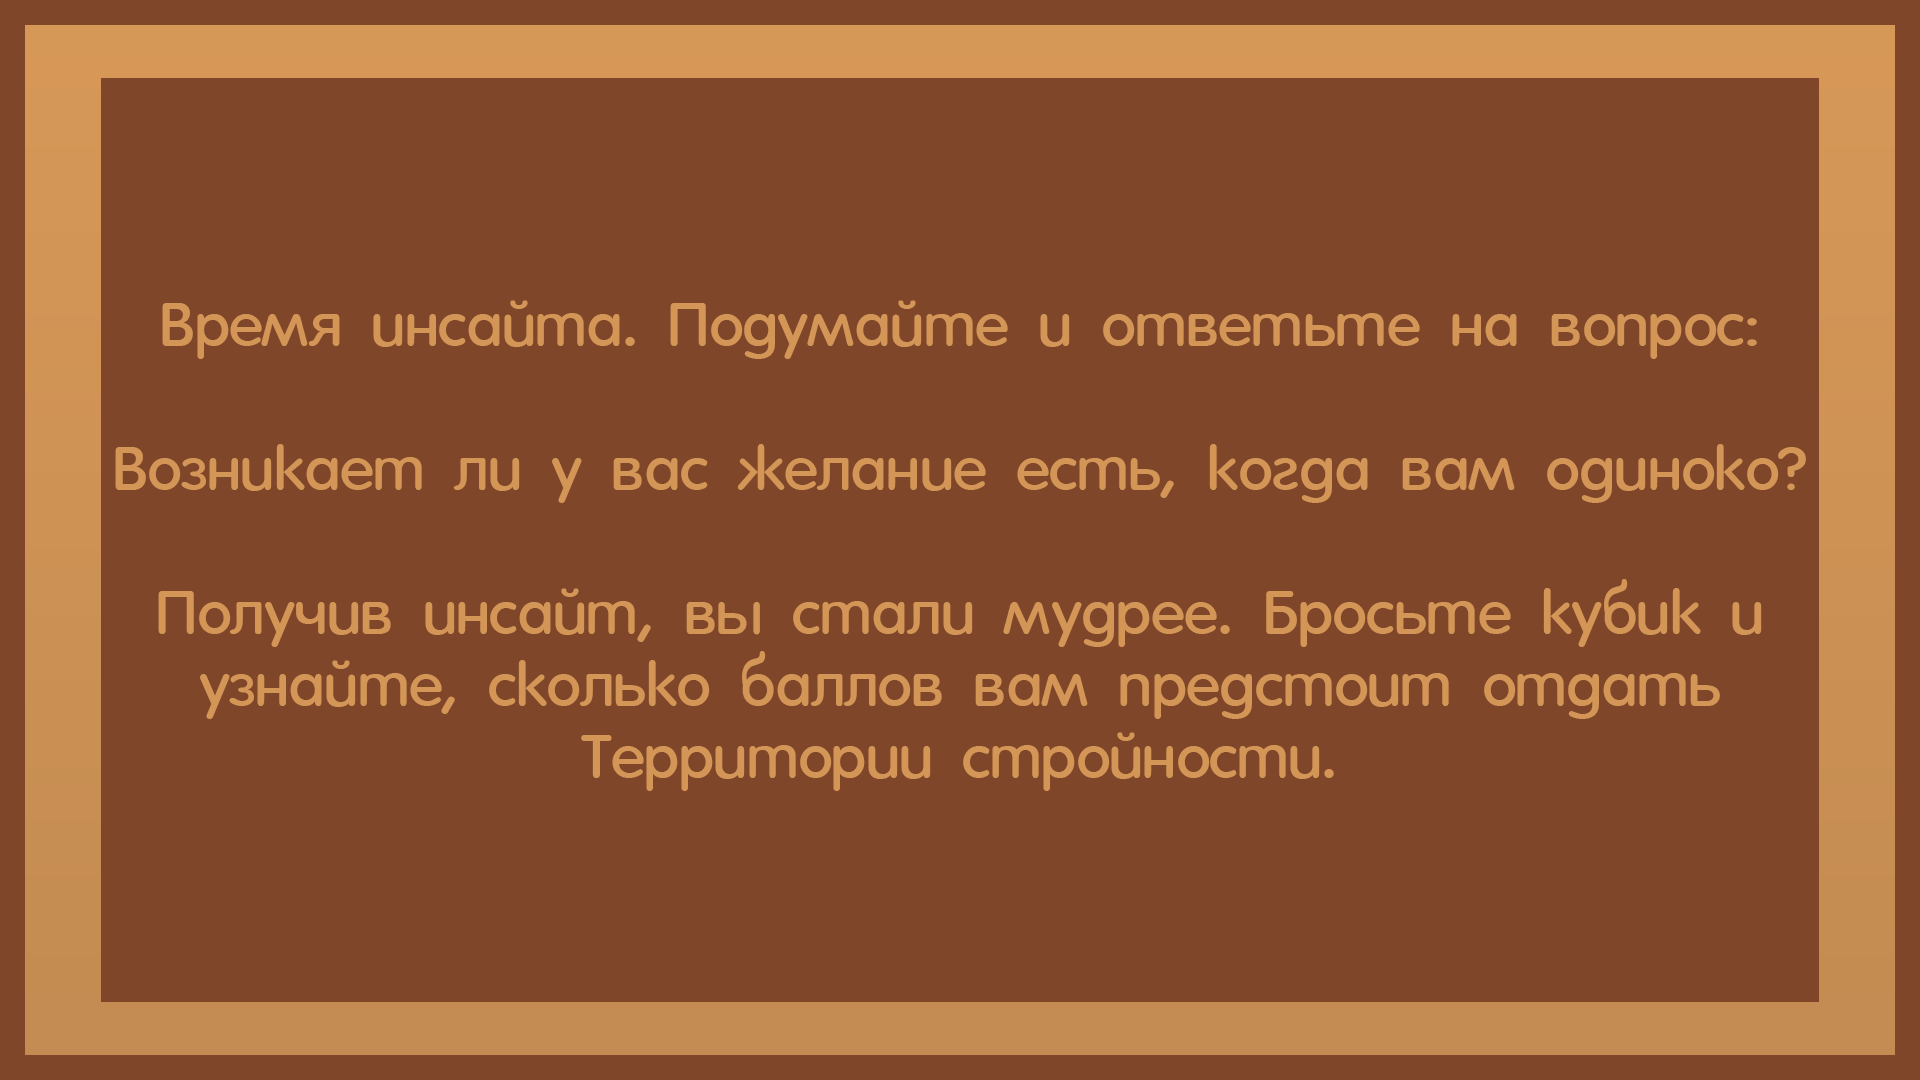 Время инсайта. Подумайте и ответьте на вопрос:
Возникает ли у вас желание есть, когда вам одиноко?
Получив инсайт, вы стали мудрее. Бросьте кубик и
узнайте, сколько баллов вам предстоит отдать
Территории стройности.